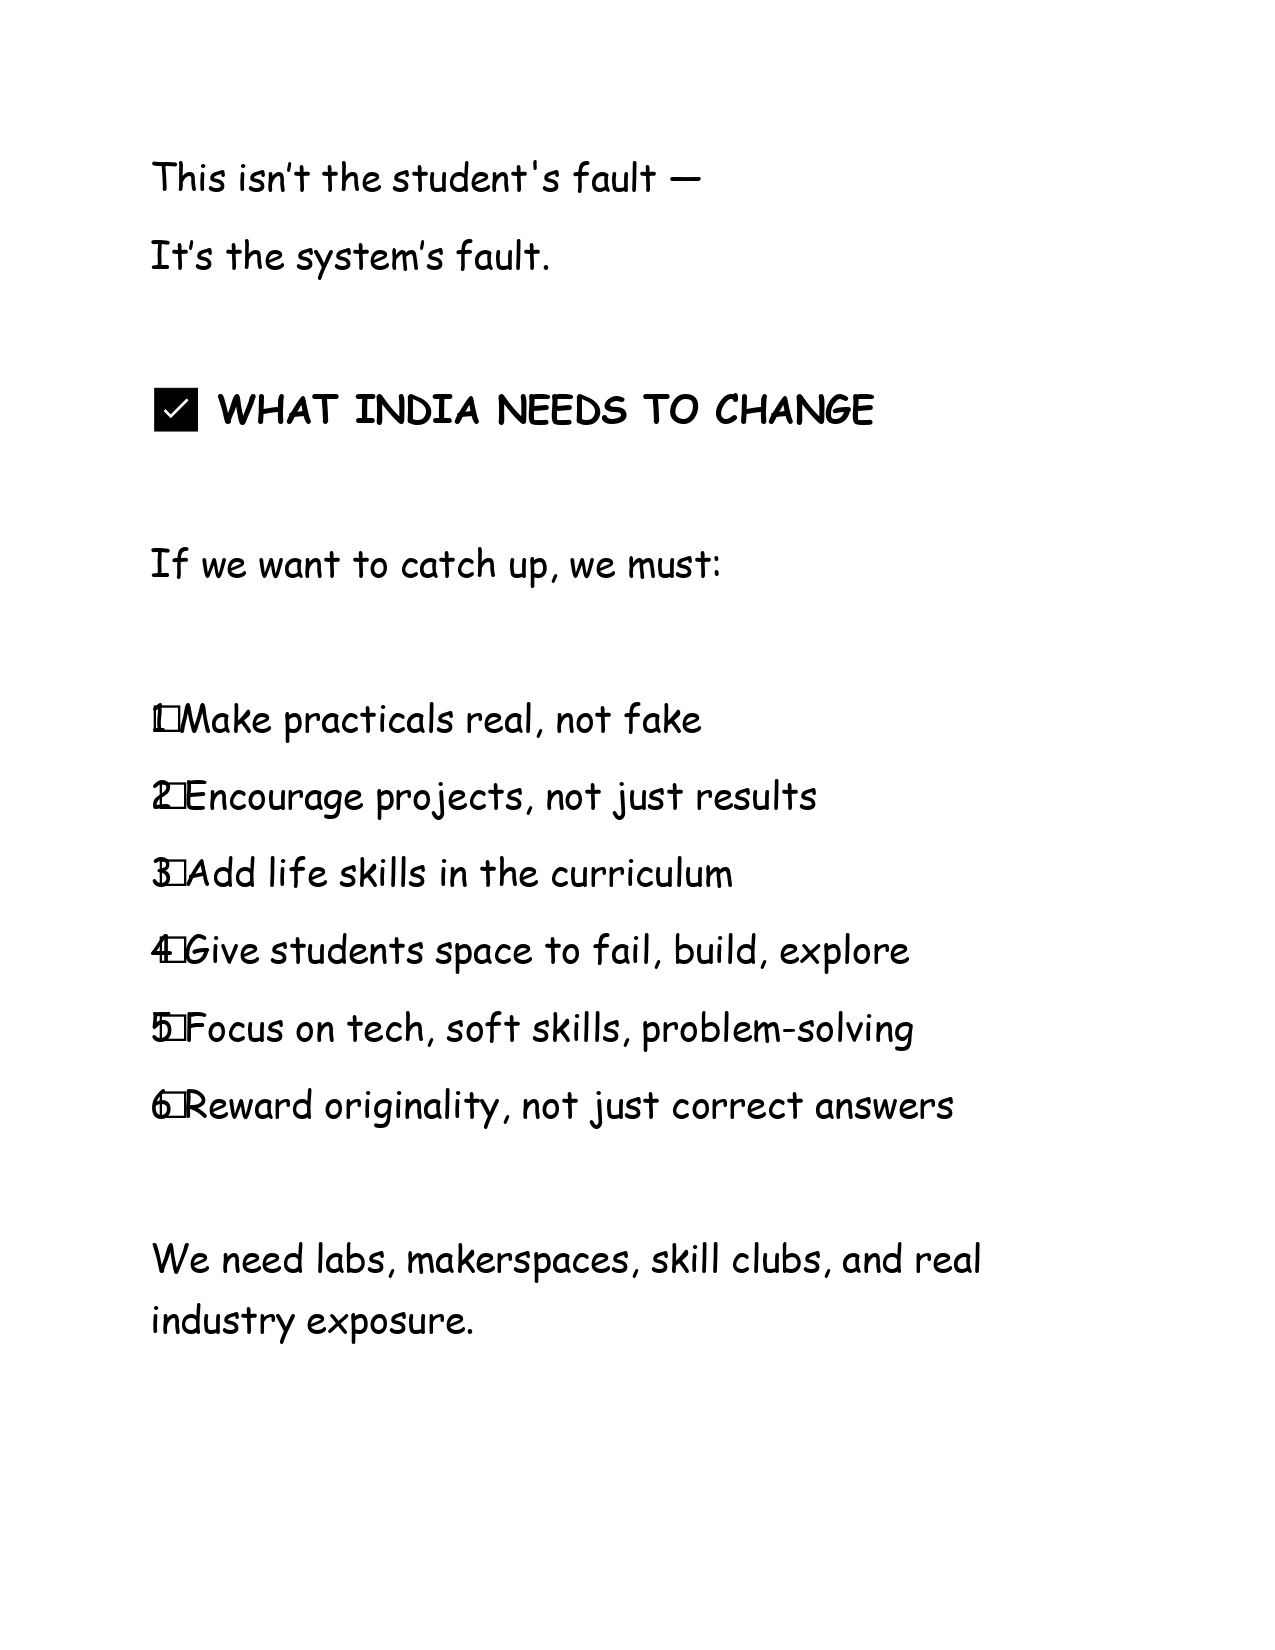 This isn’t the student's fault —
It’s the system’s fault.
✅ WHAT INDIA NEEDS TO CHANGE
If we want to catch up, we must:
1️⃣ Make practicals real, not fake
2️⃣ Encourage projects, not just results
3️⃣ Add life skills in the curriculum
4️⃣ Give students space to fail, build, explore
5️⃣ Focus on tech, soft skills, problem-solving
6️⃣ Reward originality, not just correct answers
We need labs, makerspaces, skill clubs, and real
industry exposure.